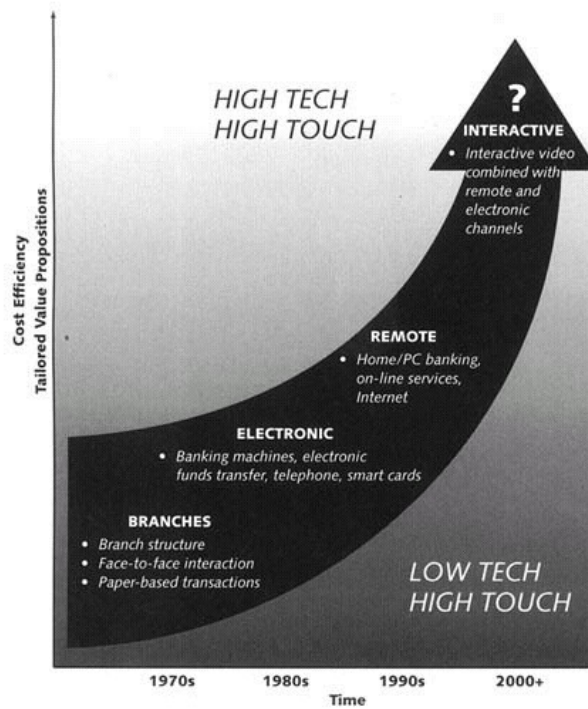 HIGH TECH
HIGH TOUCH
?
INTERACTIVE
• Interactive video
combined with
remote and
electronic
channels
Cost Efficiency
Tailored Value Propositions
REMOTE
• Home/PC banking,
on-line services,
Internet
ELECTRONIC
• Banking machines, electronic
funds transfer, telephone, smart cards
BRANCHES
• Branch structure
• Face-to-face interaction
• Paper-based transactions
LOW TECH
HIGH TOUCH
1970s 1980s 1990s 2000+
Time